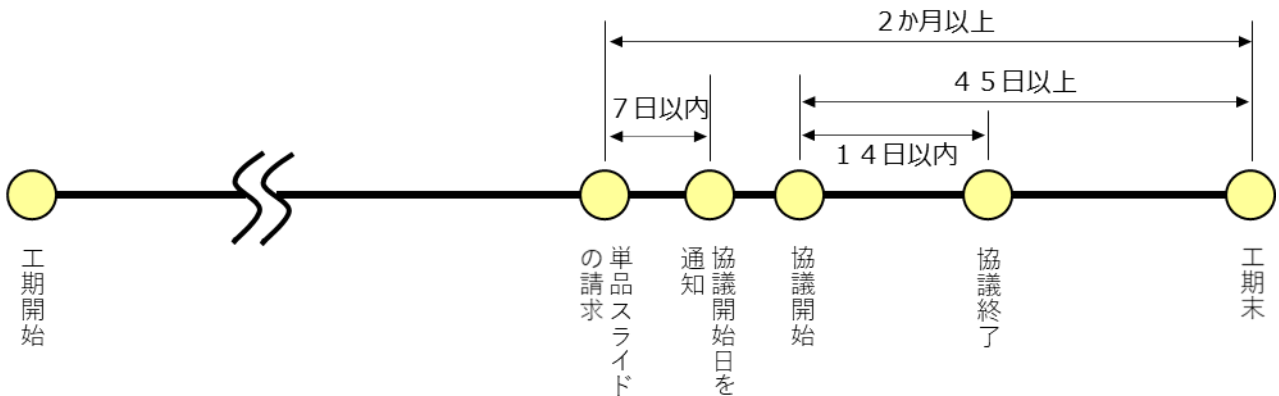 ２か月以上
４５日以上
７日以内
１４日以内
工期開始
単品スライド
の請求
協議開始日を
通知
協議開始
協議終了
工期末